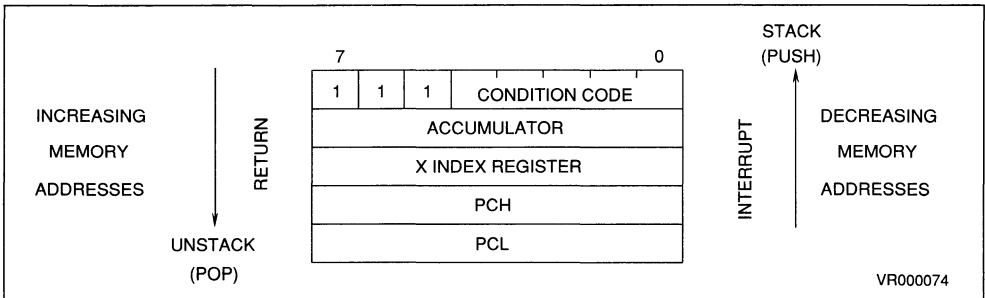 STACK
(PUSH)
7 0
1 1 1 CONDITION CODE
ACCUMULATOR
X INDEX REGISTER
PCH
PCL
INCREASING
MEMORY
ADDRESSES
RETURN
UNSTACK
(POP)
INTERRUPT
DECREASING
MEMORY
ADDRESSES
VR000074